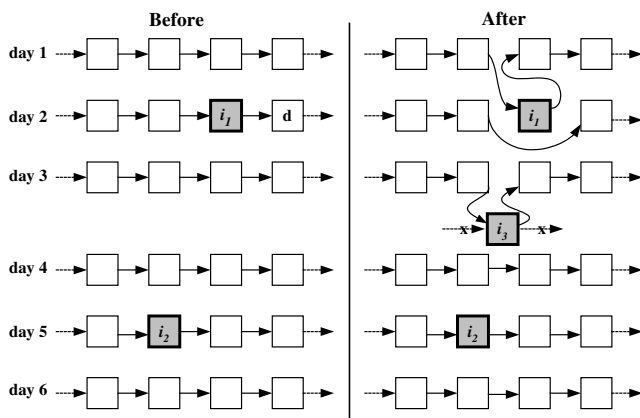 Before After
day 1
day 2 i1 d i1
day 3
x i3 x
day 4
day 5 i2 i2
day 6